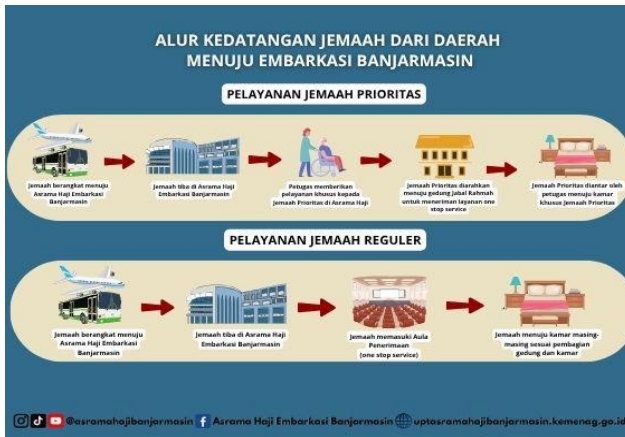 ALUR KEDATANGAN JEMAAH DARI DAERAH
MENUJU EMBARKASI BANJARMASIN
PELAYANAN JEMAAH PRIORITAS
Jemaah berangkat menuju
Asrama Haji Embarkasi
Banjarmasin
Jemaah tiba di Asrama Haji
Embarkasi Banjarmasin
Petugas memberikan
pelayanan khusus kepada
Jemaah Prioritas di Asrama Haji
Jemaah Prioritas diarahkan
menuju gedung Jabal Rahmah
untuk meneriman layanan one
stop service
Jemaah Prioritas diantar oleh
petugas menuju kamar
khusus Jemaah Prioritas
PELAYANAN JEMAAH REGULER
Jemaah berangkat menuju
Asrama Haji Embarkasi
Banjarmasin
Jemaah tiba di Asrama Haji
Embarkasi Banjarmasin
Jemaah memasuki Aula
Penerimaan
(one stop service)
Jemaah menuju kamar masing-
masing sesuai pembagian
gedung dan kamar
@asramahajibanjarmasin Asrama Haji Embarkasi Banjarmasin uptasramahajibanjarmasin.kemenag.go.id